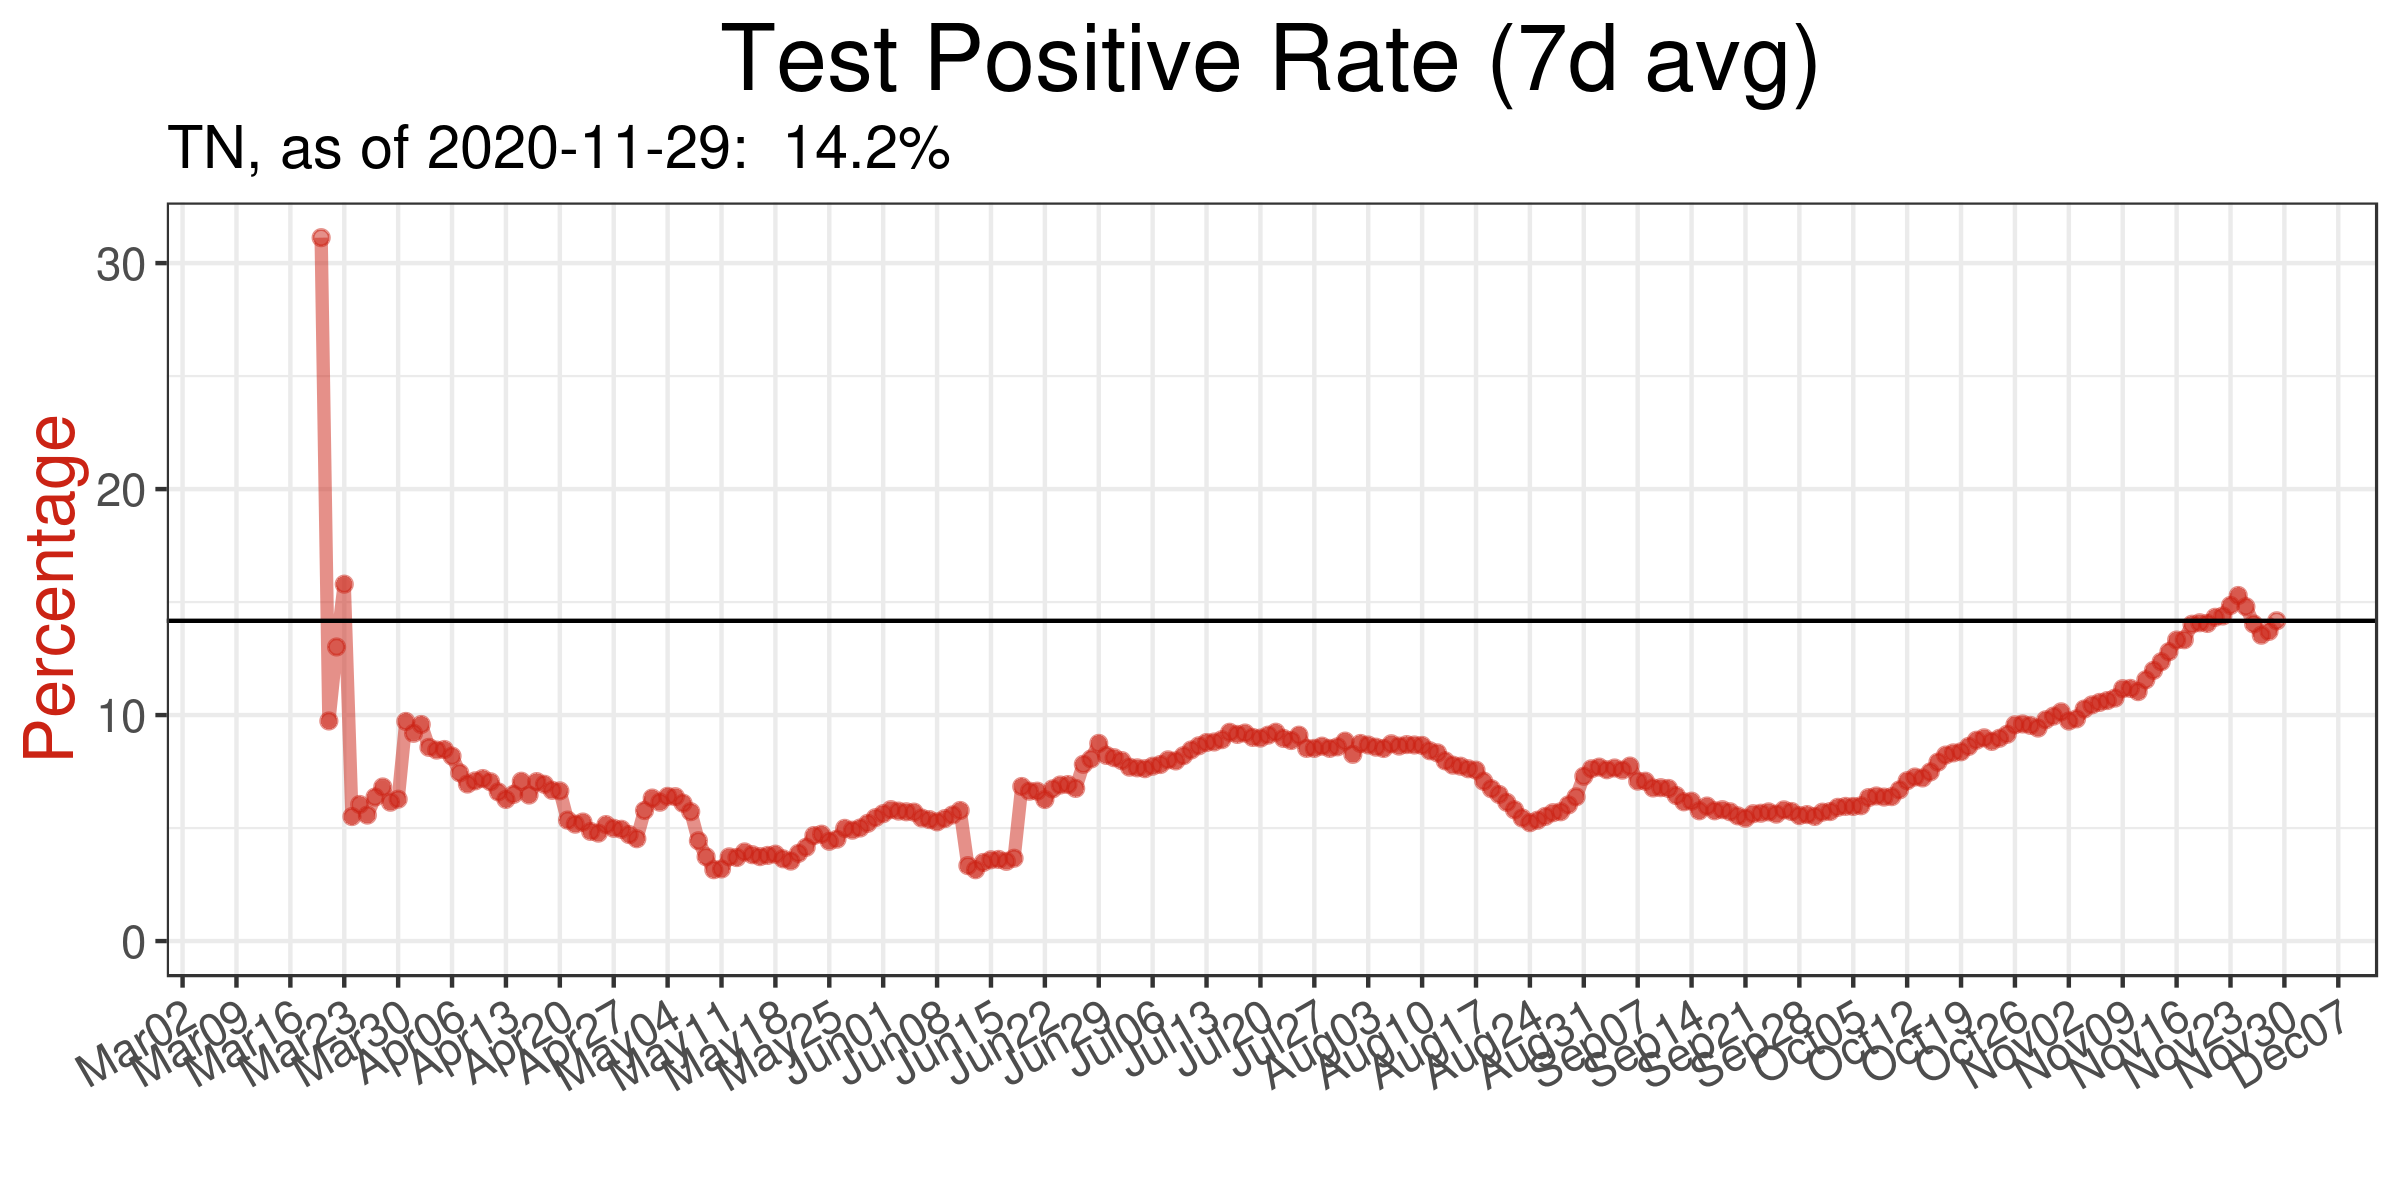 Test Positive Rate (7d avg)
TN, as of 2020-11-29:  14.2%
Percentage
30
20
10
0
Mar02
Mar09
Mar16
Mar23
Mar30
Apr06
Apr13
Apr20
Apr27
May04
May11
May18
May25
Jun01
Jun08
Jun15
Jun22
Jun29
Jul06
Jul13
Jul20
Jul27
Aug03
Aug10
Aug17
Aug24
Aug31
Sep07
Sep14
Sep21
Sep28
Oct05
Oct12
Oct19
Oct26
Nov02
Nov09
Nov16
Nov23
Nov30
Dec07